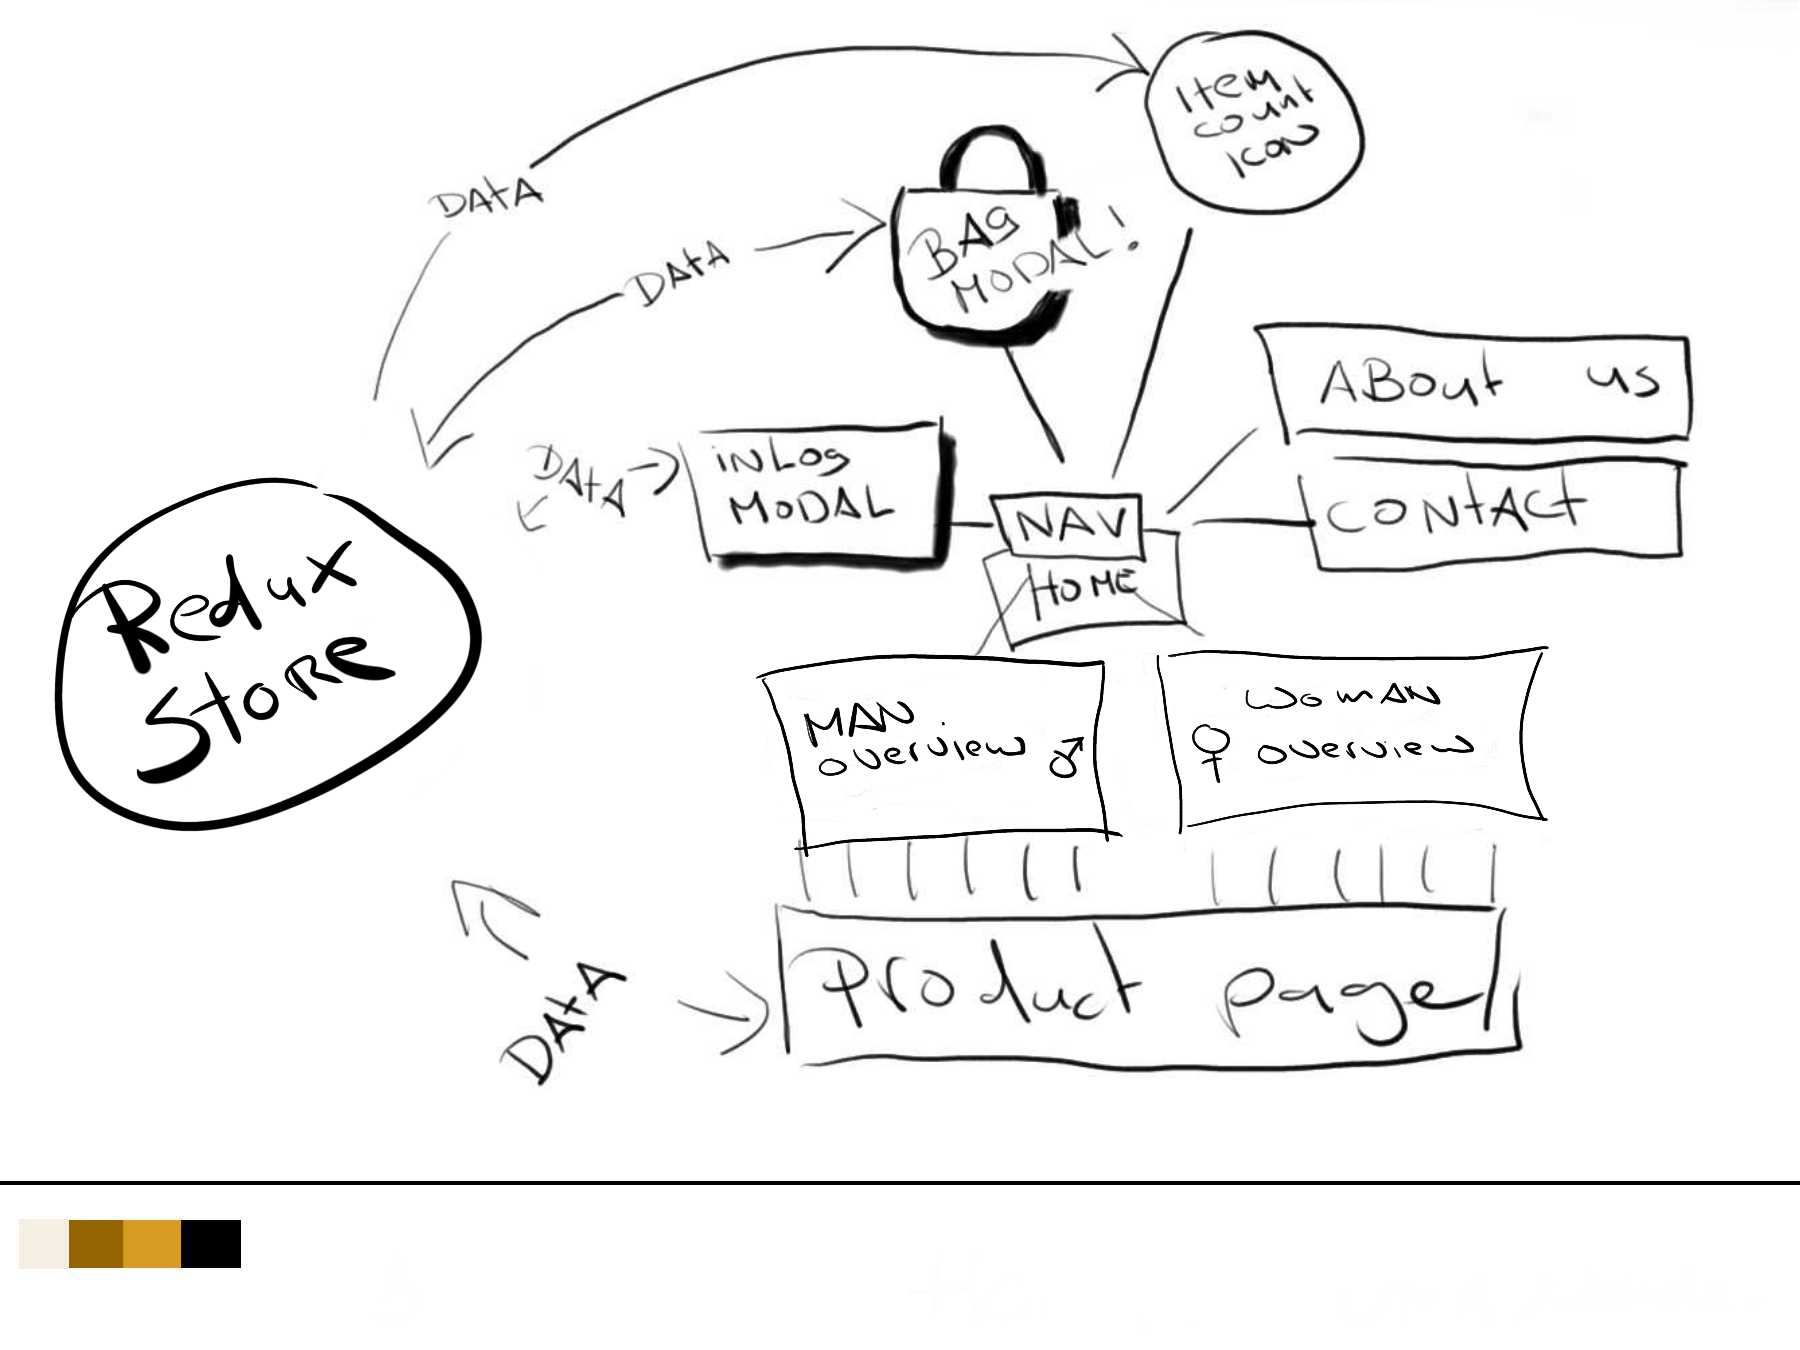 Item
count
icon
DATA
BAG
MODAL!
DATA
ABout us
inLog
MODAL
DATA
CONtACt
NAV
HOME
Redux
StoRe
MAN
overview ♂
WomAN
♀ overview
Product page
DATA